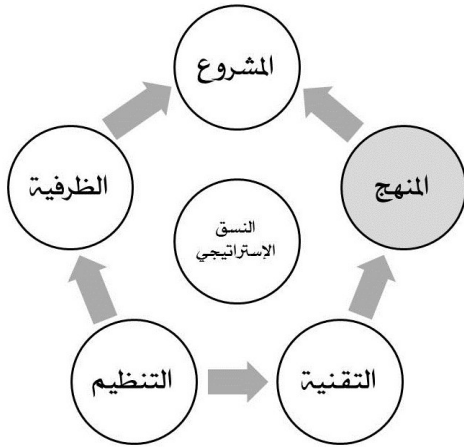 المشروع
المنهج
الظرفية
النسق
الإستراتيجي
التقنية
التنظيم